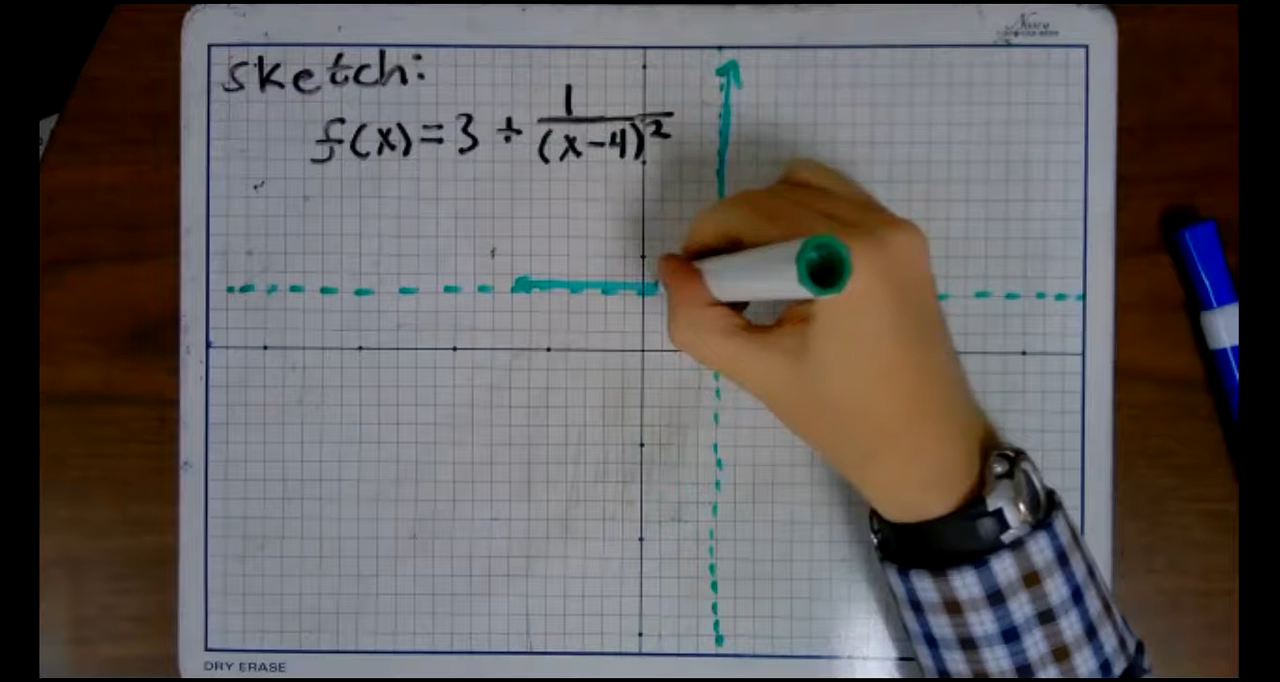 Sketch:
f(x) = 3 + 1/(x-4)²
DRY ERASE